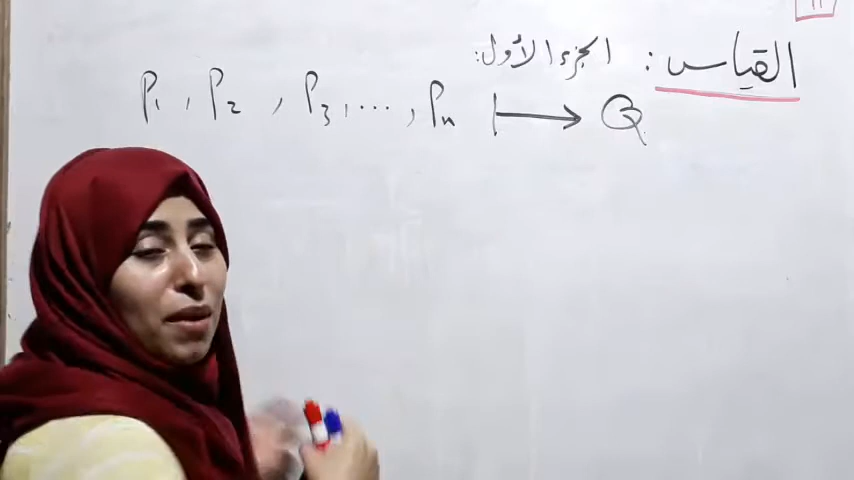 القياس : الجزء الأول:
P₁ , P₂ , P₃ , ... , Pₙ ↦ Q